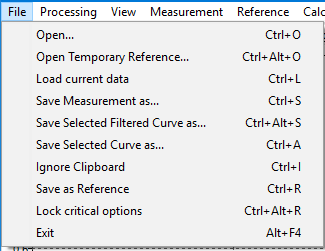 File Processing View Measurement Reference
Open... Ctrl+O
Open Temporary Reference... Ctrl+Alt+O
Load current data Ctrl+L
Save Measurement as... Ctrl+S
Save Selected Filtered Curve as... Ctrl+Alt+S
Save Selected Curve as... Ctrl+A
Ignore Clipboard Ctrl+I
Save as Reference Ctrl+R
Lock critical options Ctrl+Alt+R
Exit Alt+F4